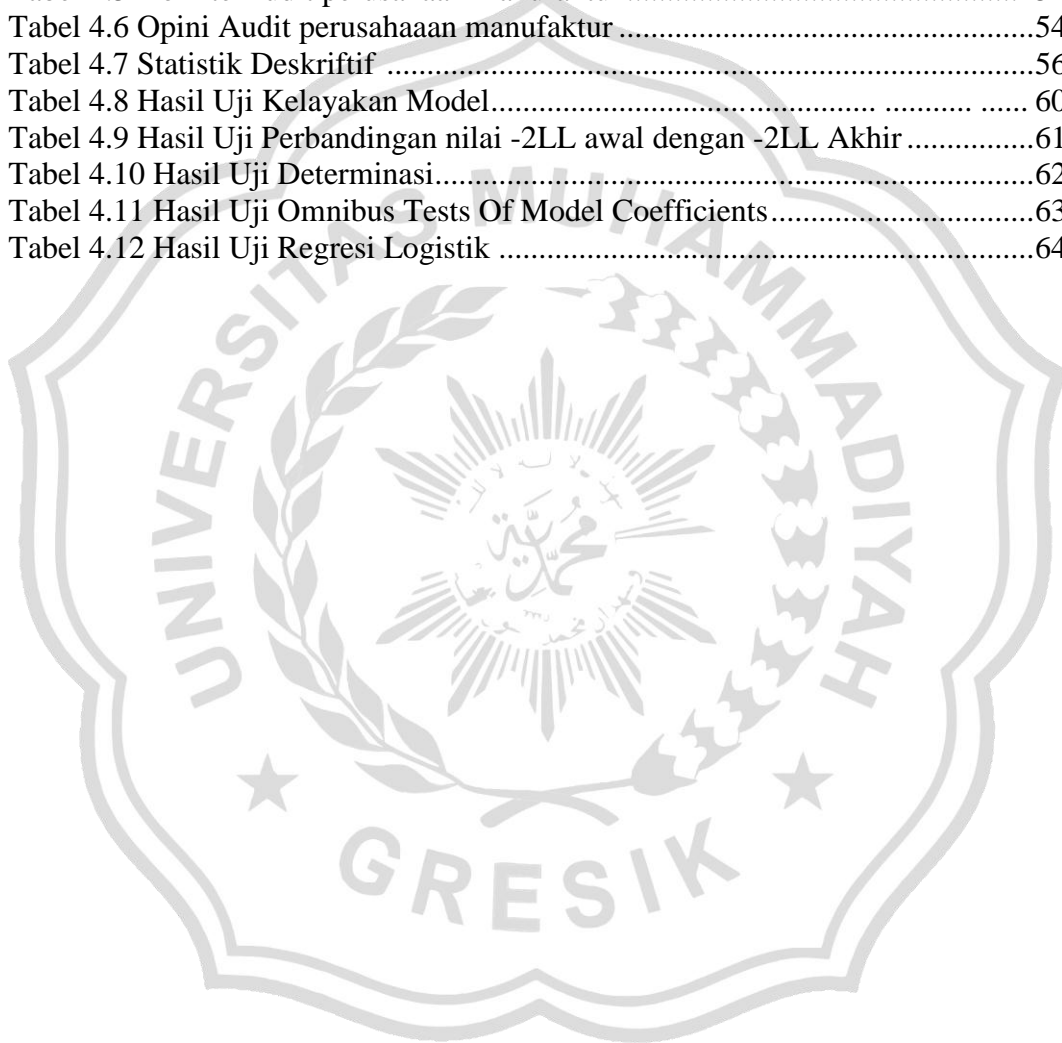 Tabel 4.6 Opini Audit perusahaaan manufaktur ..................................................54
Tabel 4.7 Statistik Deskriftif ..............................................................................56
Tabel 4.8 Hasil Uji Kelayakan Model............................................. ........... ...... 60
Tabel 4.9 Hasil Uji Perbandingan nilai -2LL awal dengan -2LL Akhir ...............61
Tabel 4.10 Hasil Uji Determinasi........................................................................62
Tabel 4.11 Hasil Uji Omnibus Tests Of Model Coefficients...............................63
Tabel 4.12 Hasil Uji Regresi Logistik ................................................................64
UNIVERSITAS MUHAMMADIYAH
محمد
GRESIK